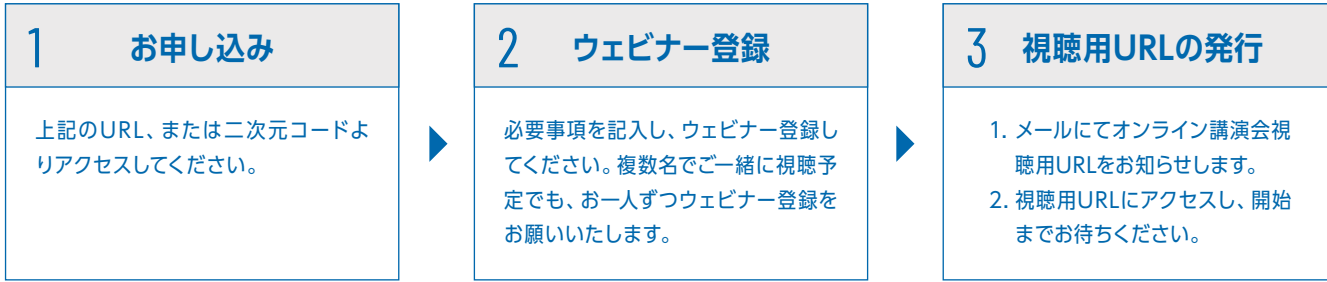 1 お申し込み
上記のURL、または二次元コードよ
りアクセスしてください。
2 ウェビナー登録
必要事項を記入し、ウェビナー登録し
てください。複数名でご一緒に視聴予
定でも、お一人ずつウェビナー登録を
お願いいたします。
3 視聴用URLの発行
1. メールにてオンライン講演会視
聴用URLをお知らせします。
2. 視聴用URLにアクセスし、開始
までお待ちください。